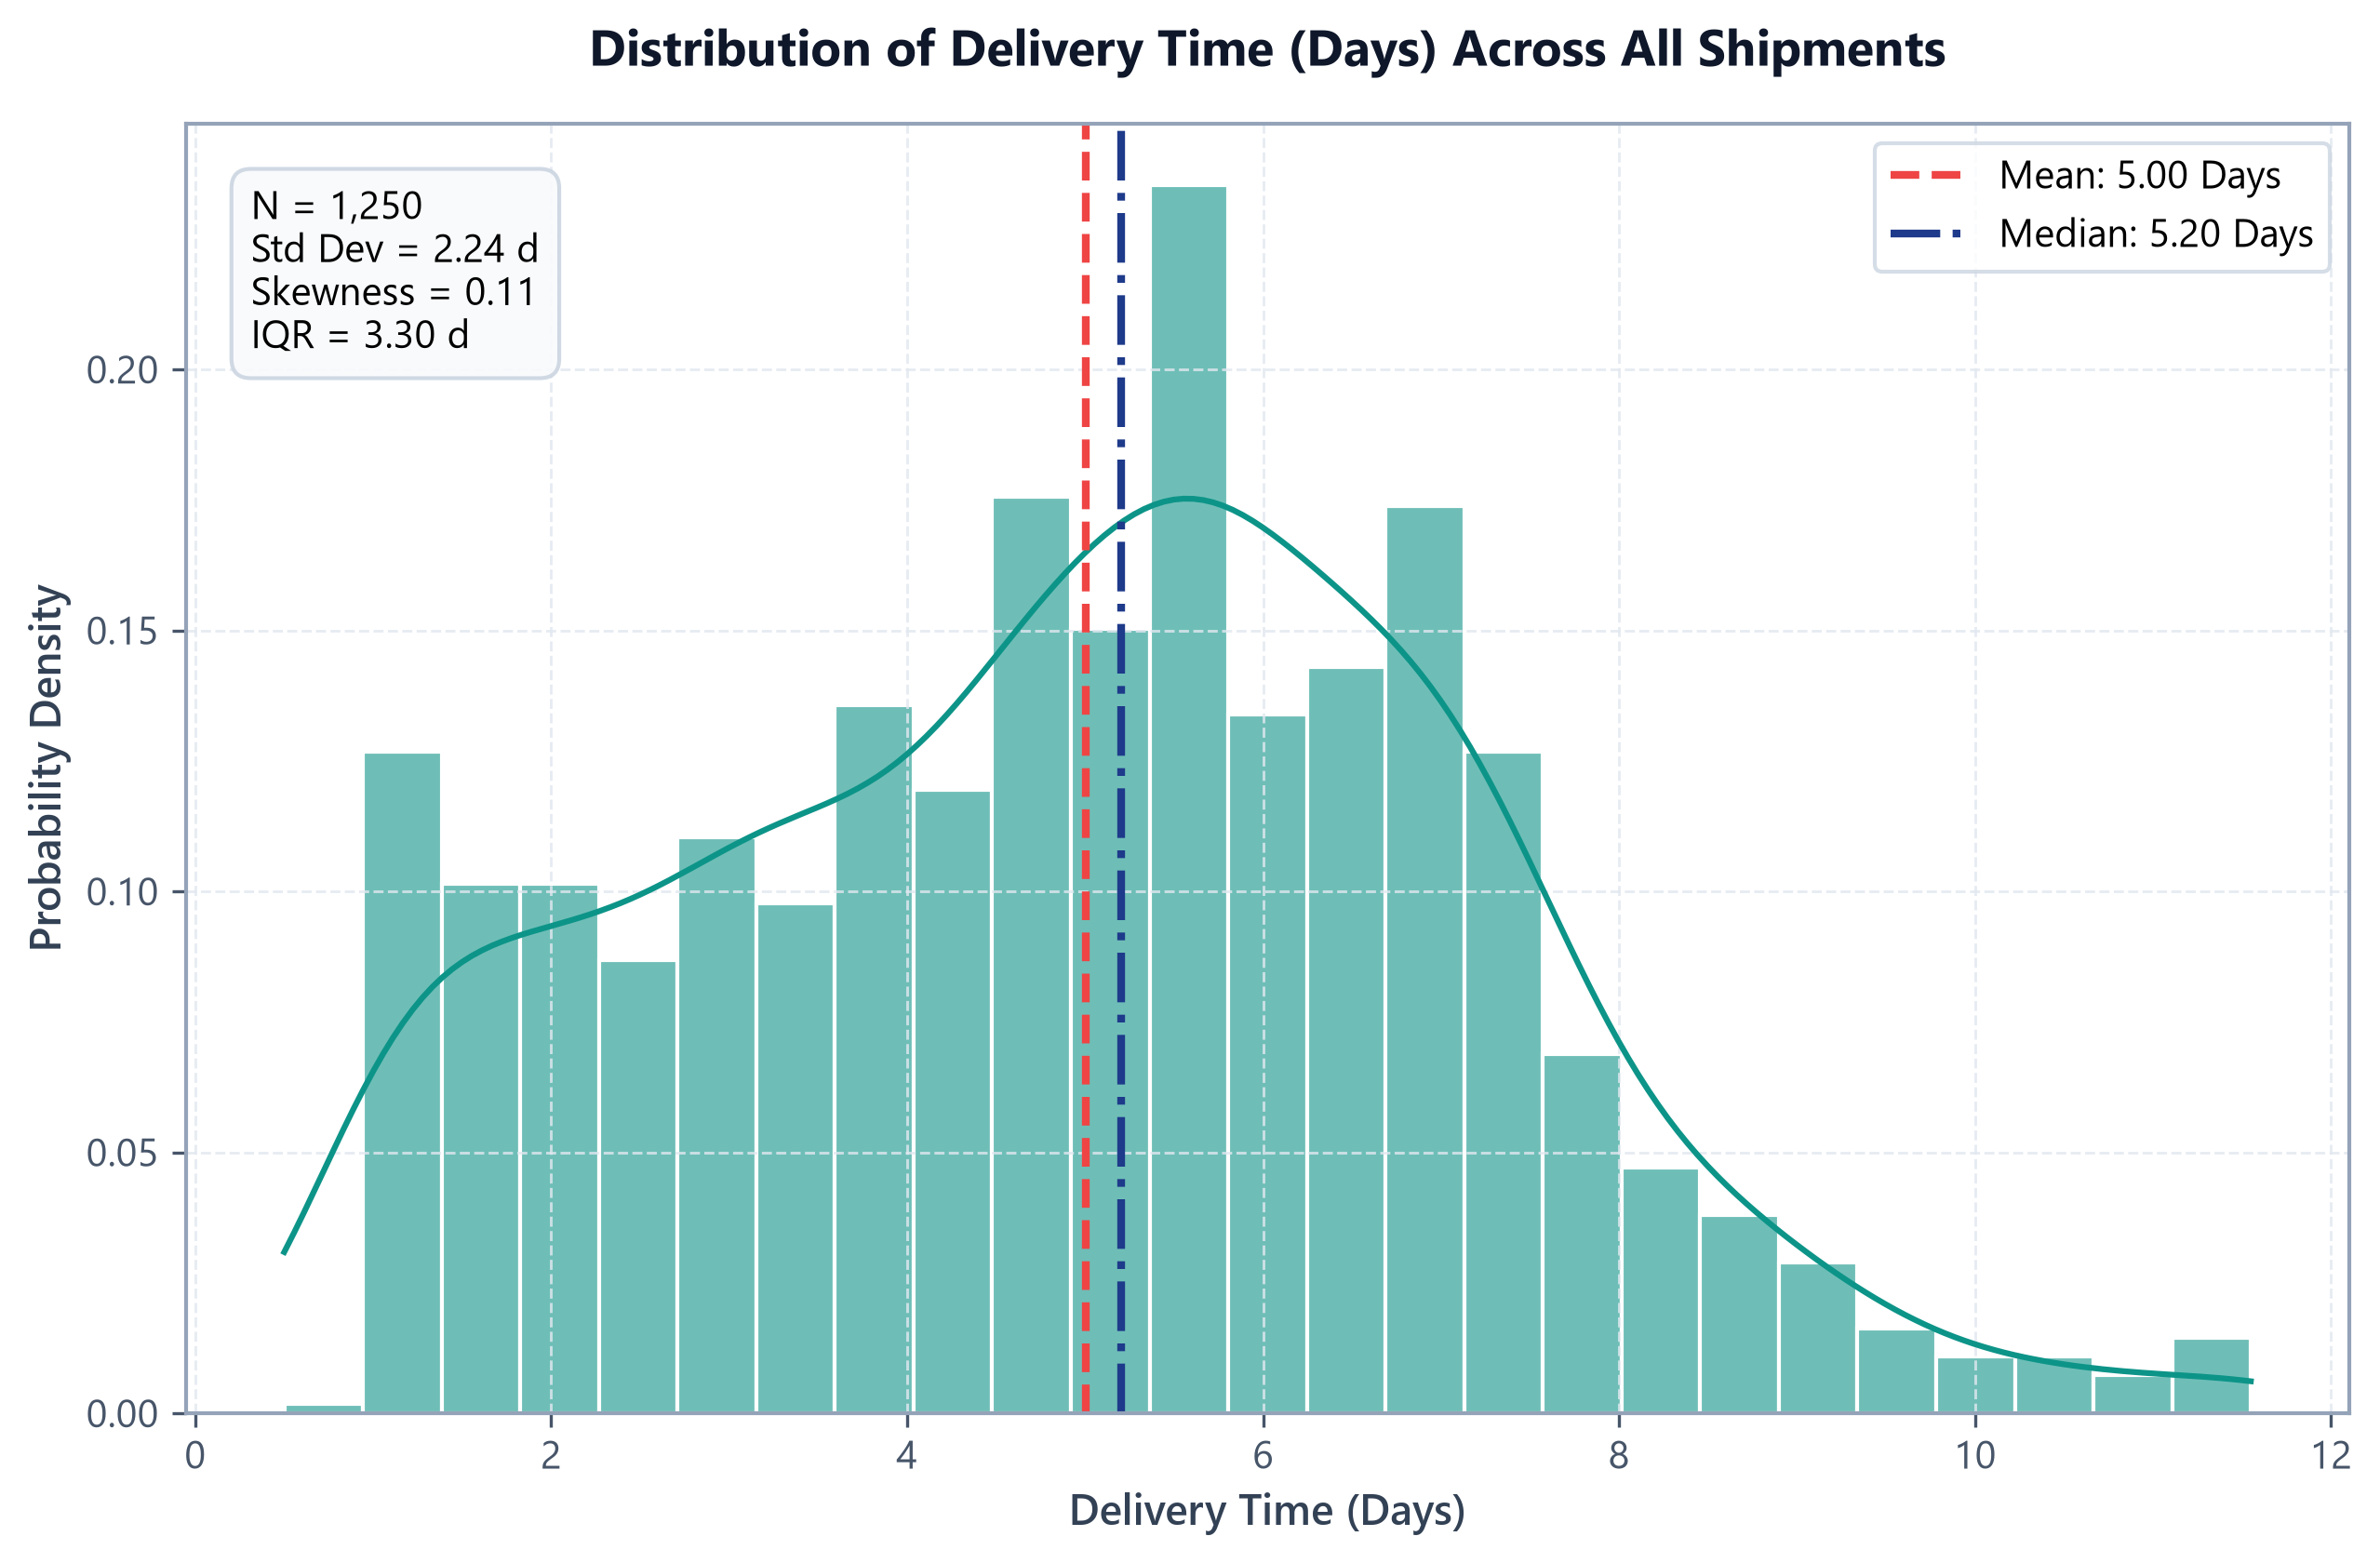 Distribution of Delivery Time (Days) Across All Shipments
N = 1,250
Std Dev = 2.24 d
Skewness = 0.11
IQR = 3.30 d
Mean: 5.00 Days
Median: 5.20 Days
Probability Density
0.20
0.15
0.10
0.05
0.00
0 2 4 6 8 10 12
Delivery Time (Days)